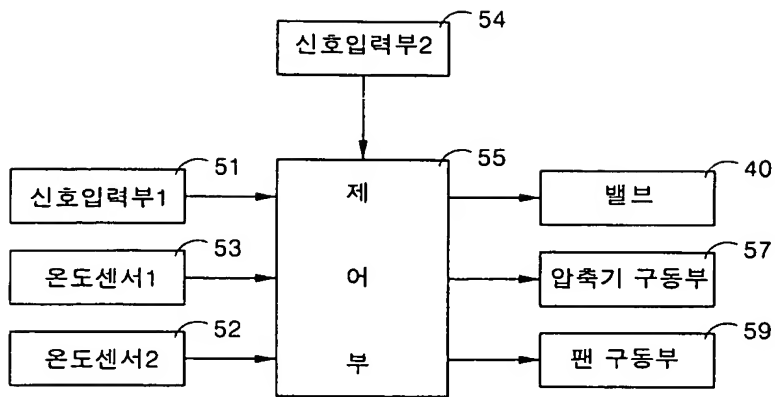 54
신호입력부2
51
신호입력부1
53
온도센서1
52
온도센서2
55
제
어
부
40
밸브
57
압축기 구동부
59
팬 구동부